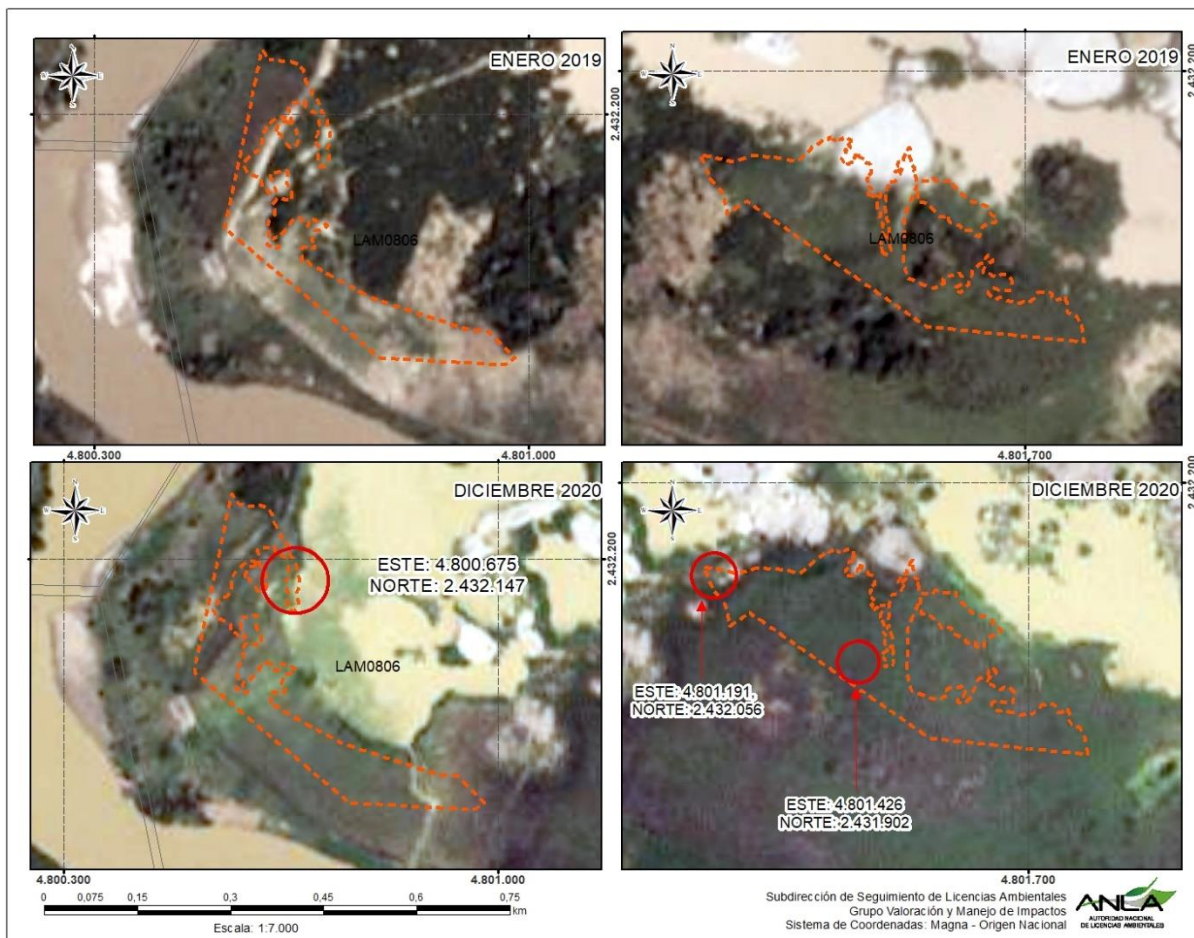 ENERO 2019
LAM0806
2.432.200
ENERO 2019
LAM0806
2.432.200
4.800.300
4.801.000
4.801.700
DICIEMBRE 2020
ESTE: 4.800.675
NORTE: 2.432.147
LAM0806
2.432.200
DICIEMBRE 2020
ESTE: 4.801.191,
NORTE: 2.432.056
ESTE: 4.801.426
NORTE: 2.431.902
2.432.200
4.800.300
4.801.000
4.801.700
0 0,075 0,15 0,3 0,45 0,6 0,75
km
Escala: 1:7.000
Subdirección de Seguimiento de Licencias Ambientales
Grupo Valoración y Manejo de Impactos
Sistema de Coordenadas: Magna - Origen Nacional
ANLA
AUTORIDAD NACIONAL
DE LICENCIAS AMBIENTALES